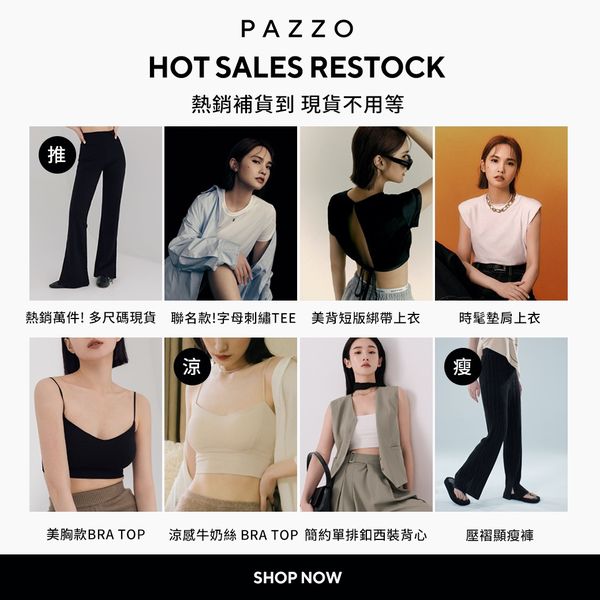 PAZZO
HOT SALES RESTOCK
熱銷補貨到 現貨不用等
推
熱銷萬件! 多尺碼現貨
聯名款!字母刺繡TEE
美背短版綁帶上衣
時髦墊肩上衣
涼
瘦
美胸款BRA TOP
涼感牛奶絲 BRA TOP
簡約單排釦西裝背心
壓褶顯瘦褲
SHOP NOW